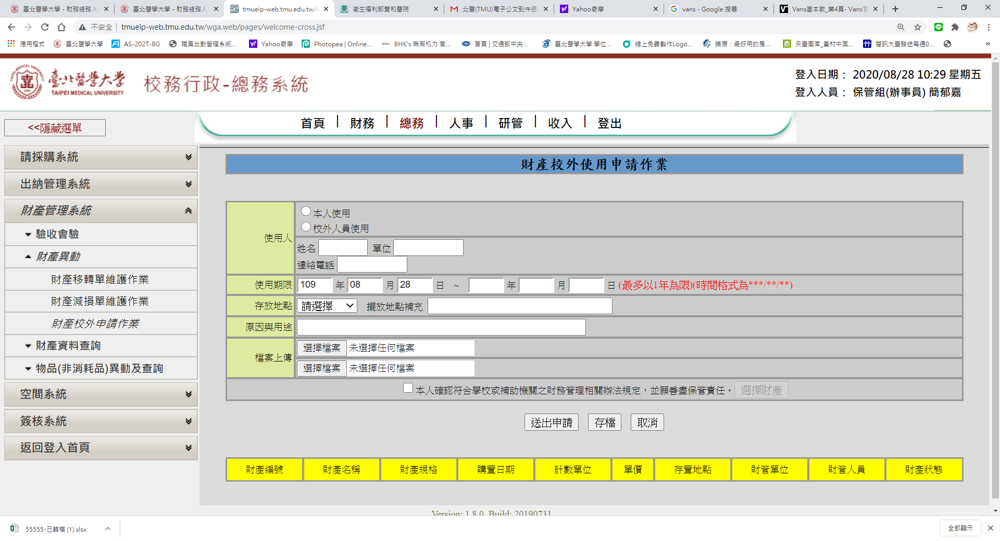 臺北醫學大學 - 財務總務人
臺北醫學大學 - 財務總務人
tmueip-web.tmu.edu.tw/w
衛生福利部雙和醫院
北醫(TMU)電子公文到件通
Yahoo奇摩
vans - Google 搜尋
Vans基本款_第4頁- Vans官
不安全 tmueip-web.tmu.edu.tw/wga.web/pages/welcome-cross.jsf
應用程式 臺北醫學大學 AS-202T-BG 職員出勤管理系統... Yahoo奇摩 Photopea | Online... BHK's 無瑕机力 官... 首頁 | 交通部中央... 臺北醫學大學 學位... 線上免費製作Logo... 樂居：最好用的房... 矢量图库_素材中国... 簡訊大量發送每通0... »
臺北醫學大學
TAIPEI MEDICAL UNIVERSITY
校務行政-總務系統
登入日期： 2020/08/28 10:29 星期五
登入人員： 保管組(辦事員) 簡郁嘉
<<隱藏選單
首頁 | 財務 | 總務 | 人事 | 研管 | 收入 | 登出
請採購系統
出納管理系統
財產管理系統
驗收會驗
財產異動
財產移轉單維護作業
財產減損單維護作業
財產校外申請作業
財產資料查詢
物品(非消耗品)異動及查詢
空間系統
簽核系統
返回登入首頁
財產校外使用申請作業
使用人
本人使用
校外人員使用
姓名 單位
連絡電話
使用期限 109 年 08 月 28 日 ~ 年 月 日 (最多以1年為限)(時間格式為***/**/**)
存放地點 請選擇 擺放地點補充
原因與用途
檔案上傳
選擇檔案 未選擇任何檔案
選擇檔案 未選擇任何檔案
本人確認符合學校或補助機關之財務管理相關辦法規定，並願善盡保管責任。 選擇財產
送出申請 存檔 取消
財產編號 財產名稱 財產規格 購置日期 計數單位 單價 存置地點 財管單位 財管人員 財產狀態
Version: 1.8.0, Build: 20190731
55555-已轉檔 (1).xlsx
全部顯示